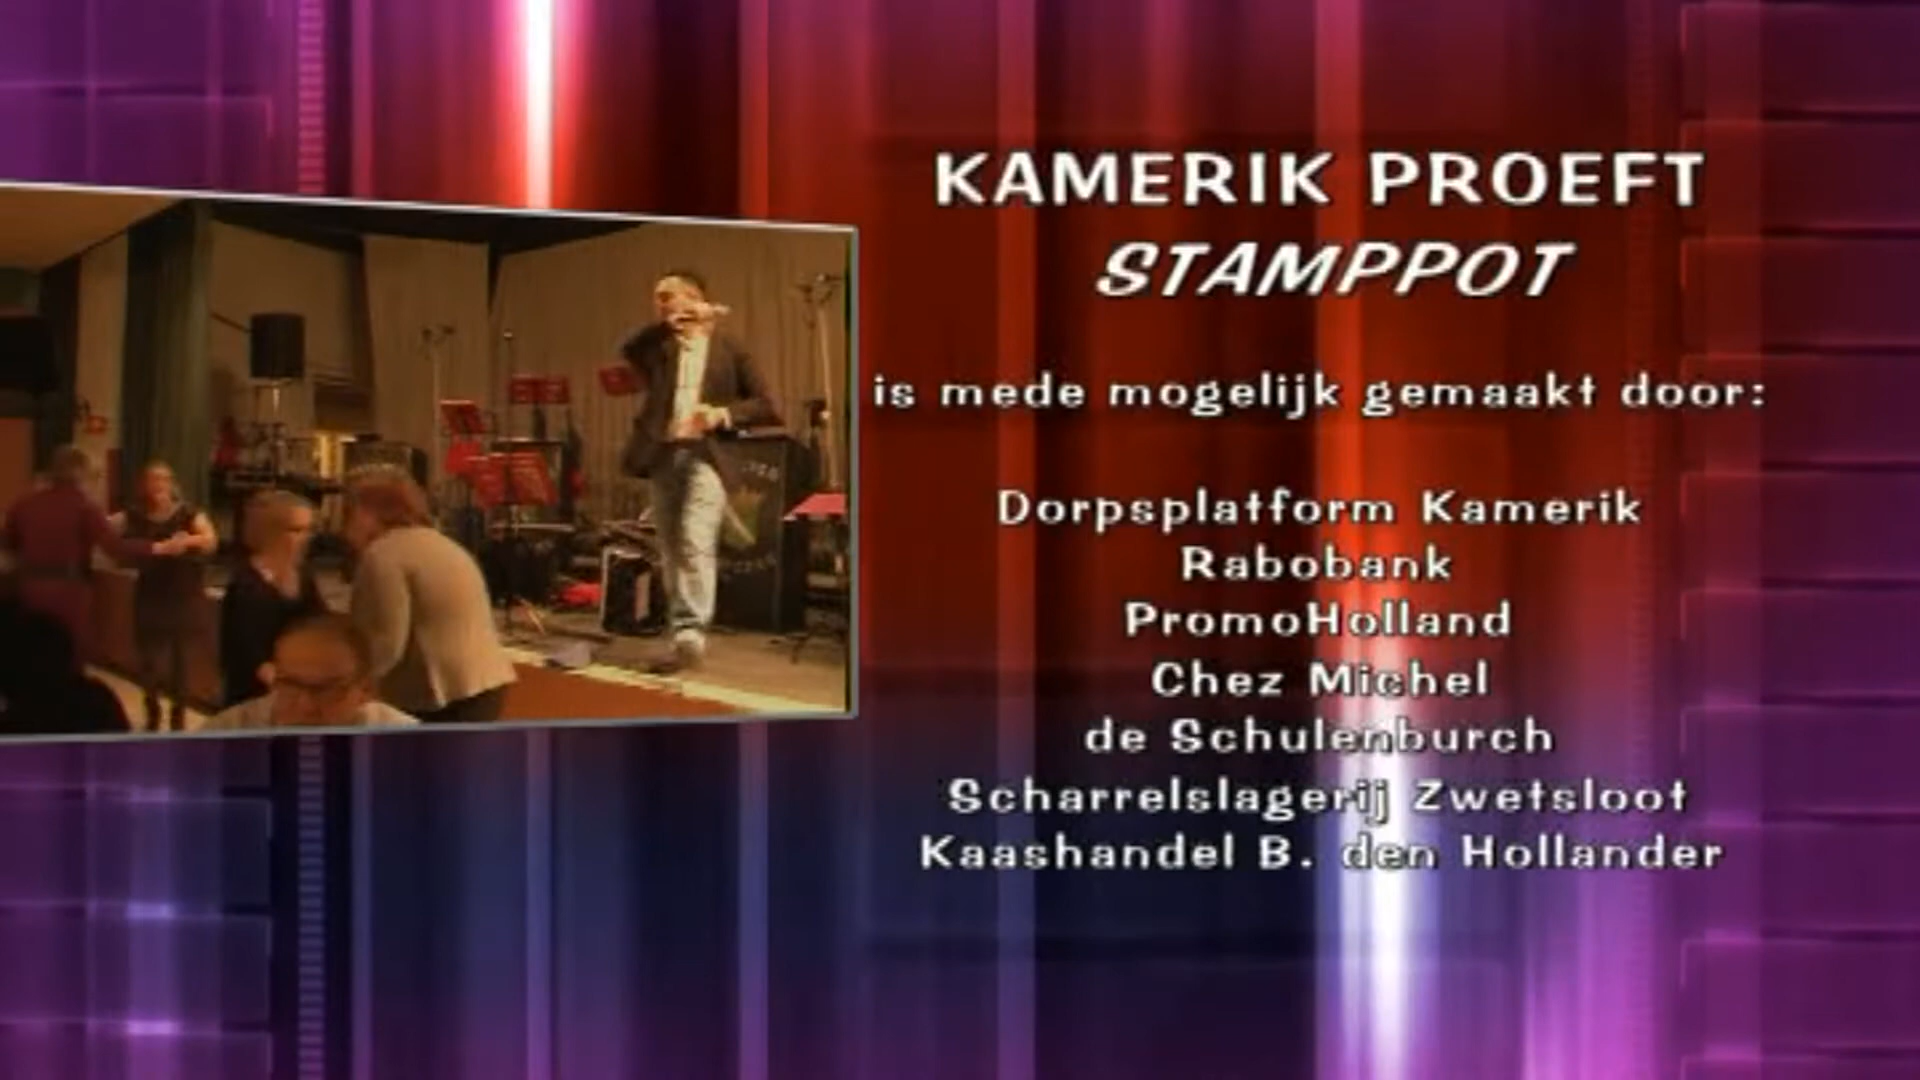 KAMERIK PROEFT
STAMPPOT
is mede mogelijk gemaakt door:
Dorpsplatform Kamerik
Rabobank
PromoHolland
Chez Michel
de Schulenburch
Scharrelslagerij Zwetsloot
Kaashandel B. den Hollander